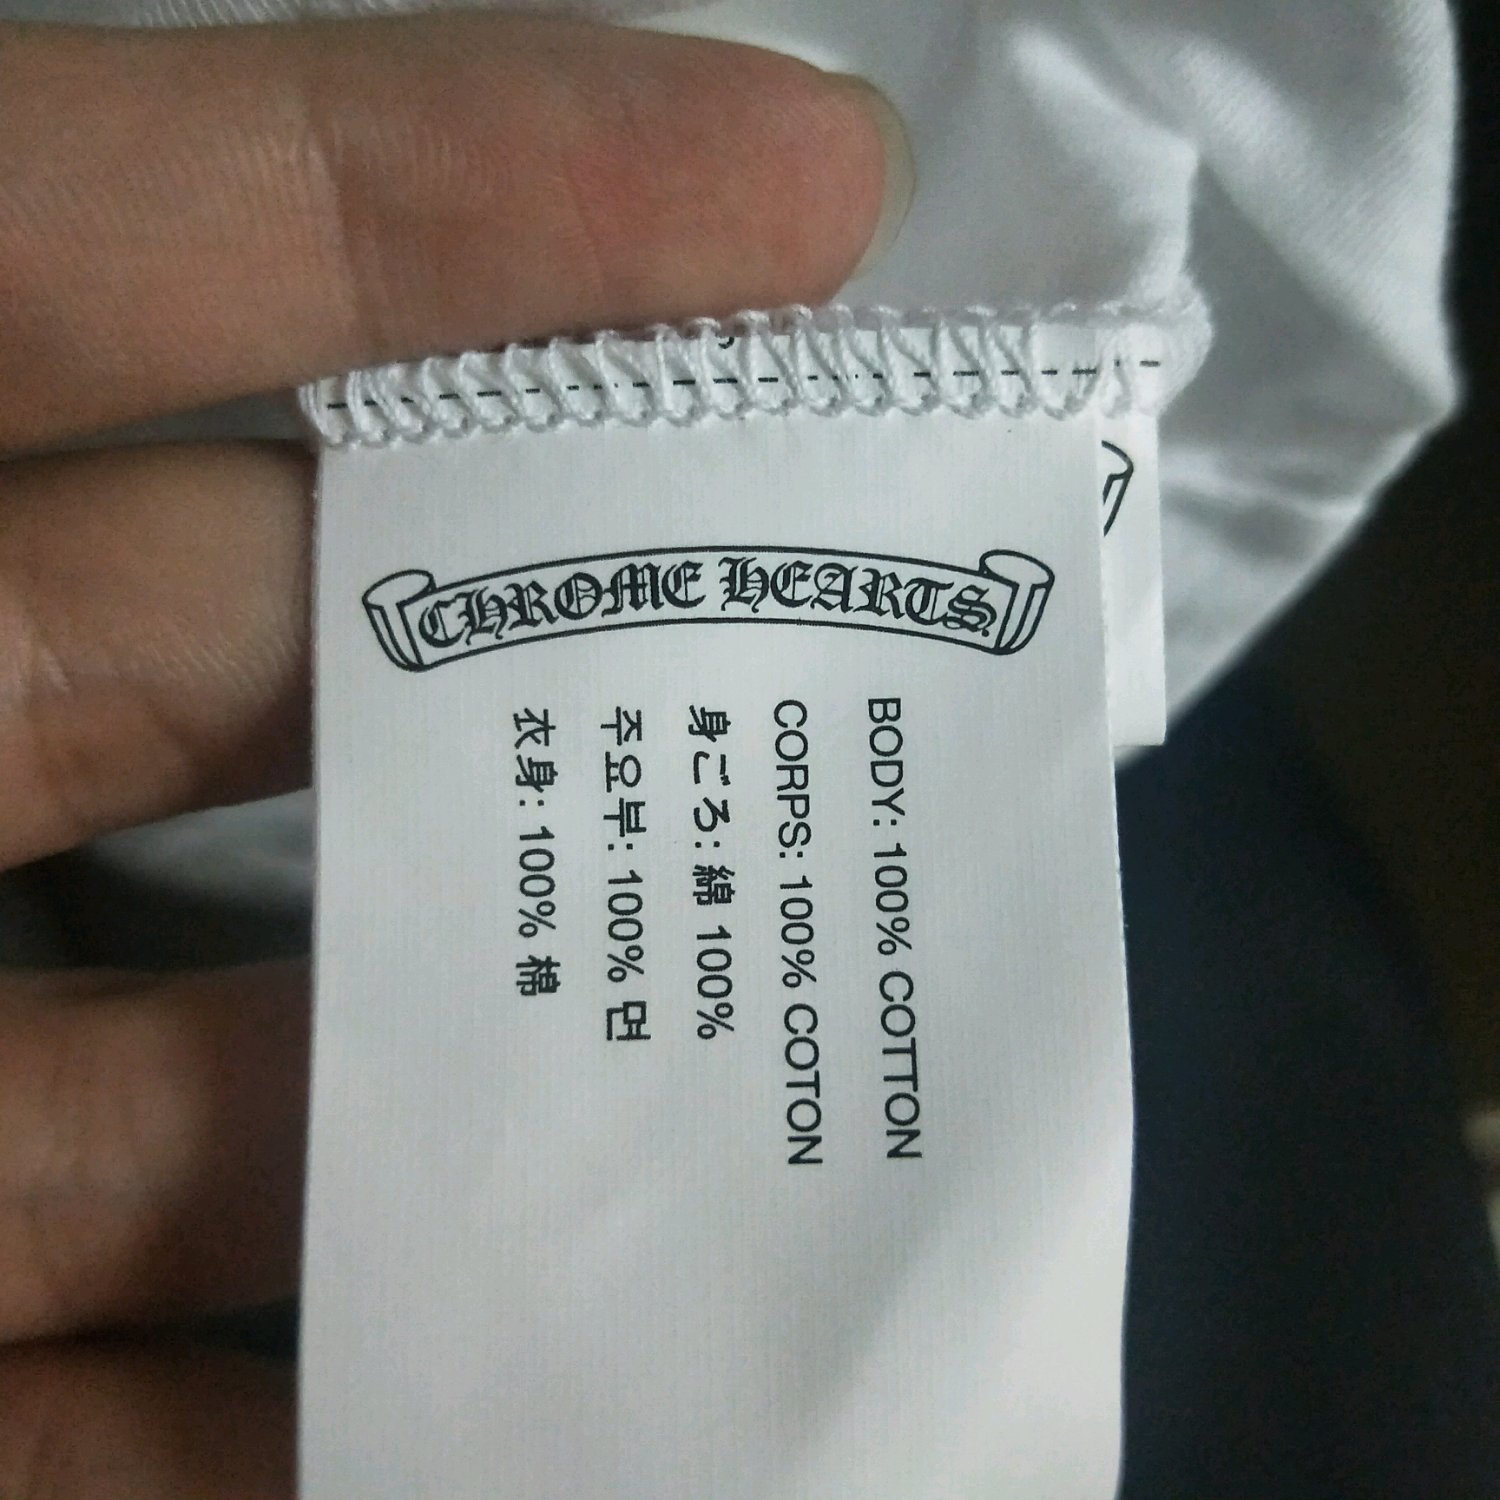 CHROME HEARTS
BODY: 100% COTTON
CORPS: 100% COTON
身ごろ: 綿 100%
주요부: 100% 면
衣身: 100% 棉